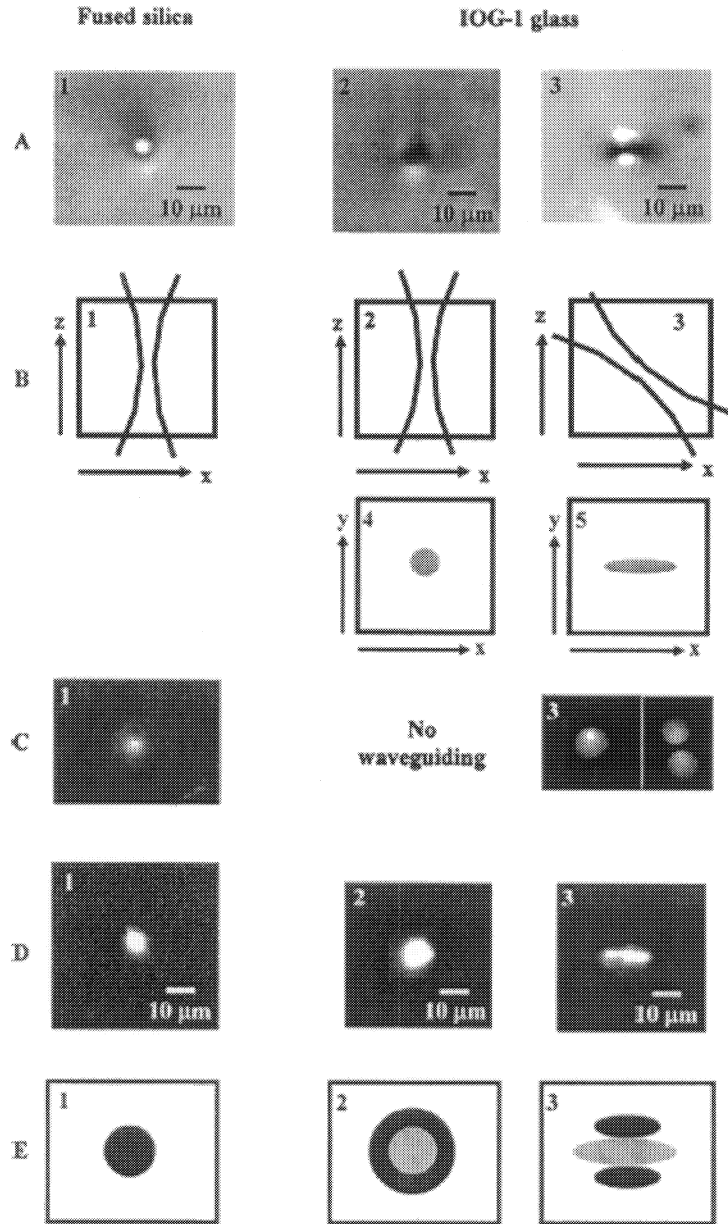 Fused silica IOG-1 glass
A 1 2 3
10 μm 10 μm 10 μm
B z 1 z 2 z 3
x x x
y 4 y 5
x x
C 1 No waveguiding 3
D 1 2 3
10 μm 10 μm 10 μm
E 1 2 3